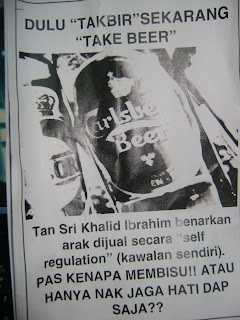 DULU "TAKBIR"SEKARANG
"TAKE BEER"
Carlsberg
Beer
Tan Sri Khalid Ibrahim benarkan
arak dijual secara "self
regulation" (kawalan sendiri).
PAS KENAPA MEMBISU!! ATAU
HANYA NAK JAGA HATI DAP
SAJA??